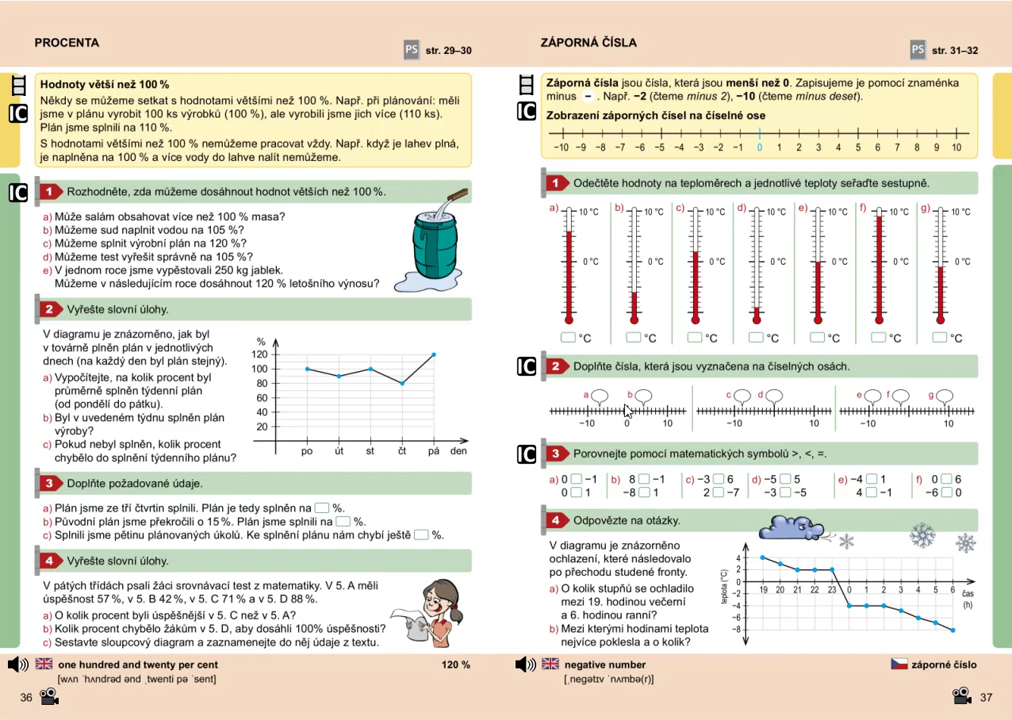 PROCENTA
PS str. 29–30
Hodnoty větší než 100 %
Někdy se můžeme setkat s hodnotami většími než 100 %. Např. při plánování: měli
jsme v plánu vyrobit 100 ks výrobků (100 %), ale vyrobili jsme jich více (110 ks).
Plán jsme splnili na 110 %.
S hodnotami většími než 100 % nemůžeme pracovat vždy. Např. když je lahev plná,
je naplněna na 100 % a více vody do lahve nalít nemůžeme.
IC
1 Rozhodněte, zda můžeme dosáhnout hodnot větších než 100 %.
IC
a) Může salám obsahovat více než 100 % masa?
b) Můžeme sud naplnit vodou na 105 %?
c) Můžeme splnit výrobní plán na 120 %?
d) Můžeme test vyřešit správně na 105 %?
e) V jednom roce jsme vypěstovali 250 kg jablek.
Můžeme v následujícím roce dosáhnout 120 % letošního výnosu?
2 Vyřešte slovní úlohy.
V diagramu je znázorněno, jak byl
v továrně plněn plán v jednotlivých
dnech (na každý den byl plán stejný).
a) Vypočítejte, na kolik procent byl
průměrně splněn týdenní plán
(od pondělí do pátku).
b) Byl v uvedeném týdnu splněn plán
výroby?
c) Pokud nebyl splněn, kolik procent
chybělo do splnění týdenního plánu?
%
120
100
80
60
40
20
po út st čt pá den
3 Doplňte požadované údaje.
a) Plán jsme ze tří čtvrtin splnili. Plán je tedy splněn na %.
b) Původní plán jsme překročili o 15 %. Plán jsme splnili na %.
c) Splnili jsme pětinu plánovaných úkolů. Ke splnění plánu nám chybí ještě %.
4 Vyřešte slovní úlohy.
V pátých třídách psali žáci srovnávací test z matematiky. V 5. A měli
úspěšnost 57 %, v 5. B 42 %, v 5. C 71 % a v 5. D 88 %.
a) O kolik procent byli úspěšnější v 5. C než v 5. A?
b) Kolik procent chybělo žákům v 5. D, aby dosáhli 100% úspěšnosti?
c) Sestavte sloupcový diagram a zaznamenejte do něj údaje z textu.
one hundred and twenty per cent 120 %
[wʌn ˈhʌndrəd ənd ˌtwenti pə ˈsent]
36
ZÁPORNÁ ČÍSLA
PS str. 31–32
Záporná čísla jsou čísla, která jsou menší než 0. Zapisujeme je pomocí znaménka
minus − . Např. −2 (čteme mínus 2), −10 (čteme mínus deset).
IC
Zobrazení záporných čísel na číselné ose
−10 −9 −8 −7 −6 −5 −4 −3 −2 −1 0 1 2 3 4 5 6 7 8 9 10
1 Odečtěte hodnoty na teploměrech a jednotlivé teploty seřaďte sestupně.
a) b) c) d) e) f) g)
10 °C 10 °C 10 °C 10 °C 10 °C 10 °C 10 °C
0 °C 0 °C 0 °C 0 °C 0 °C 0 °C 0 °C
°C °C °C °C °C °C °C
IC
2 Doplňte čísla, která jsou vyznačena na číselných osách.
a b c d e f g
−10 0 10 −10 10 −10 10
IC
3 Porovnejte pomocí matematických symbolů >, <, =.
a) 0 −1 b) 8 −1 c) −3 6 d) −5 5 e) −4 1 f) 0 6
0 1 −8 1 2 −7 −3 −5 4 −1 −6 0
4 Odpovězte na otázky.
V diagramu je znázorněno
ochlazení, které následovalo
po přechodu studené fronty.
a) O kolik stupňů se ochladilo
mezi 19. hodinou večerní
a 6. hodinou ranní?
b) Mezi kterými hodinami teplota
nejvíce poklesla a o kolik?
teplota (°C)
4
2
0
−2
−4
−6
−8
19 20 21 22 23 0 1 2 3 4 5 6 čas
(h)
negative number záporné číslo
[ˌnegətɪv ˈnʌmbə(r)]
37